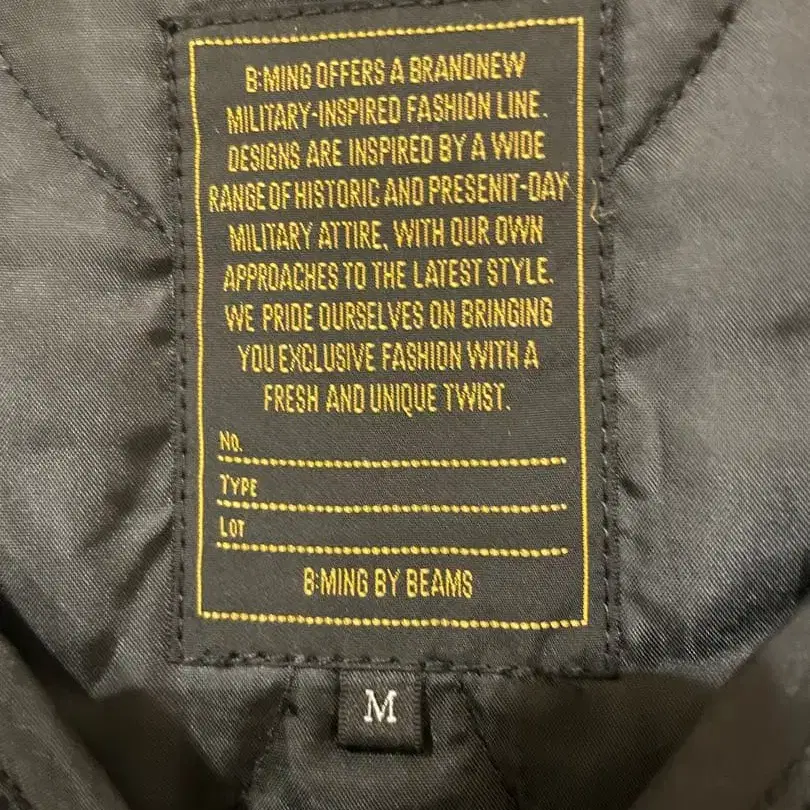 B:MING OFFERS A BRANDNEW
MILITARY-INSPIRED FASHION LINE.
DESIGNS ARE INSPIRED BY A WIDE
RANGE OF HISTORIC AND PRESENIT-DAY
MILITARY ATTIRE, WITH OUR OWN
APPROACHES TO THE LATEST STYLE.
WE PRIDE OURSELVES ON BRINGING
YOU EXCLUSIVE FASHION WITH A
FRESH AND UNIQUE TWIST.
No.
TYPE
LOT
B:MING BY BEAMS
M